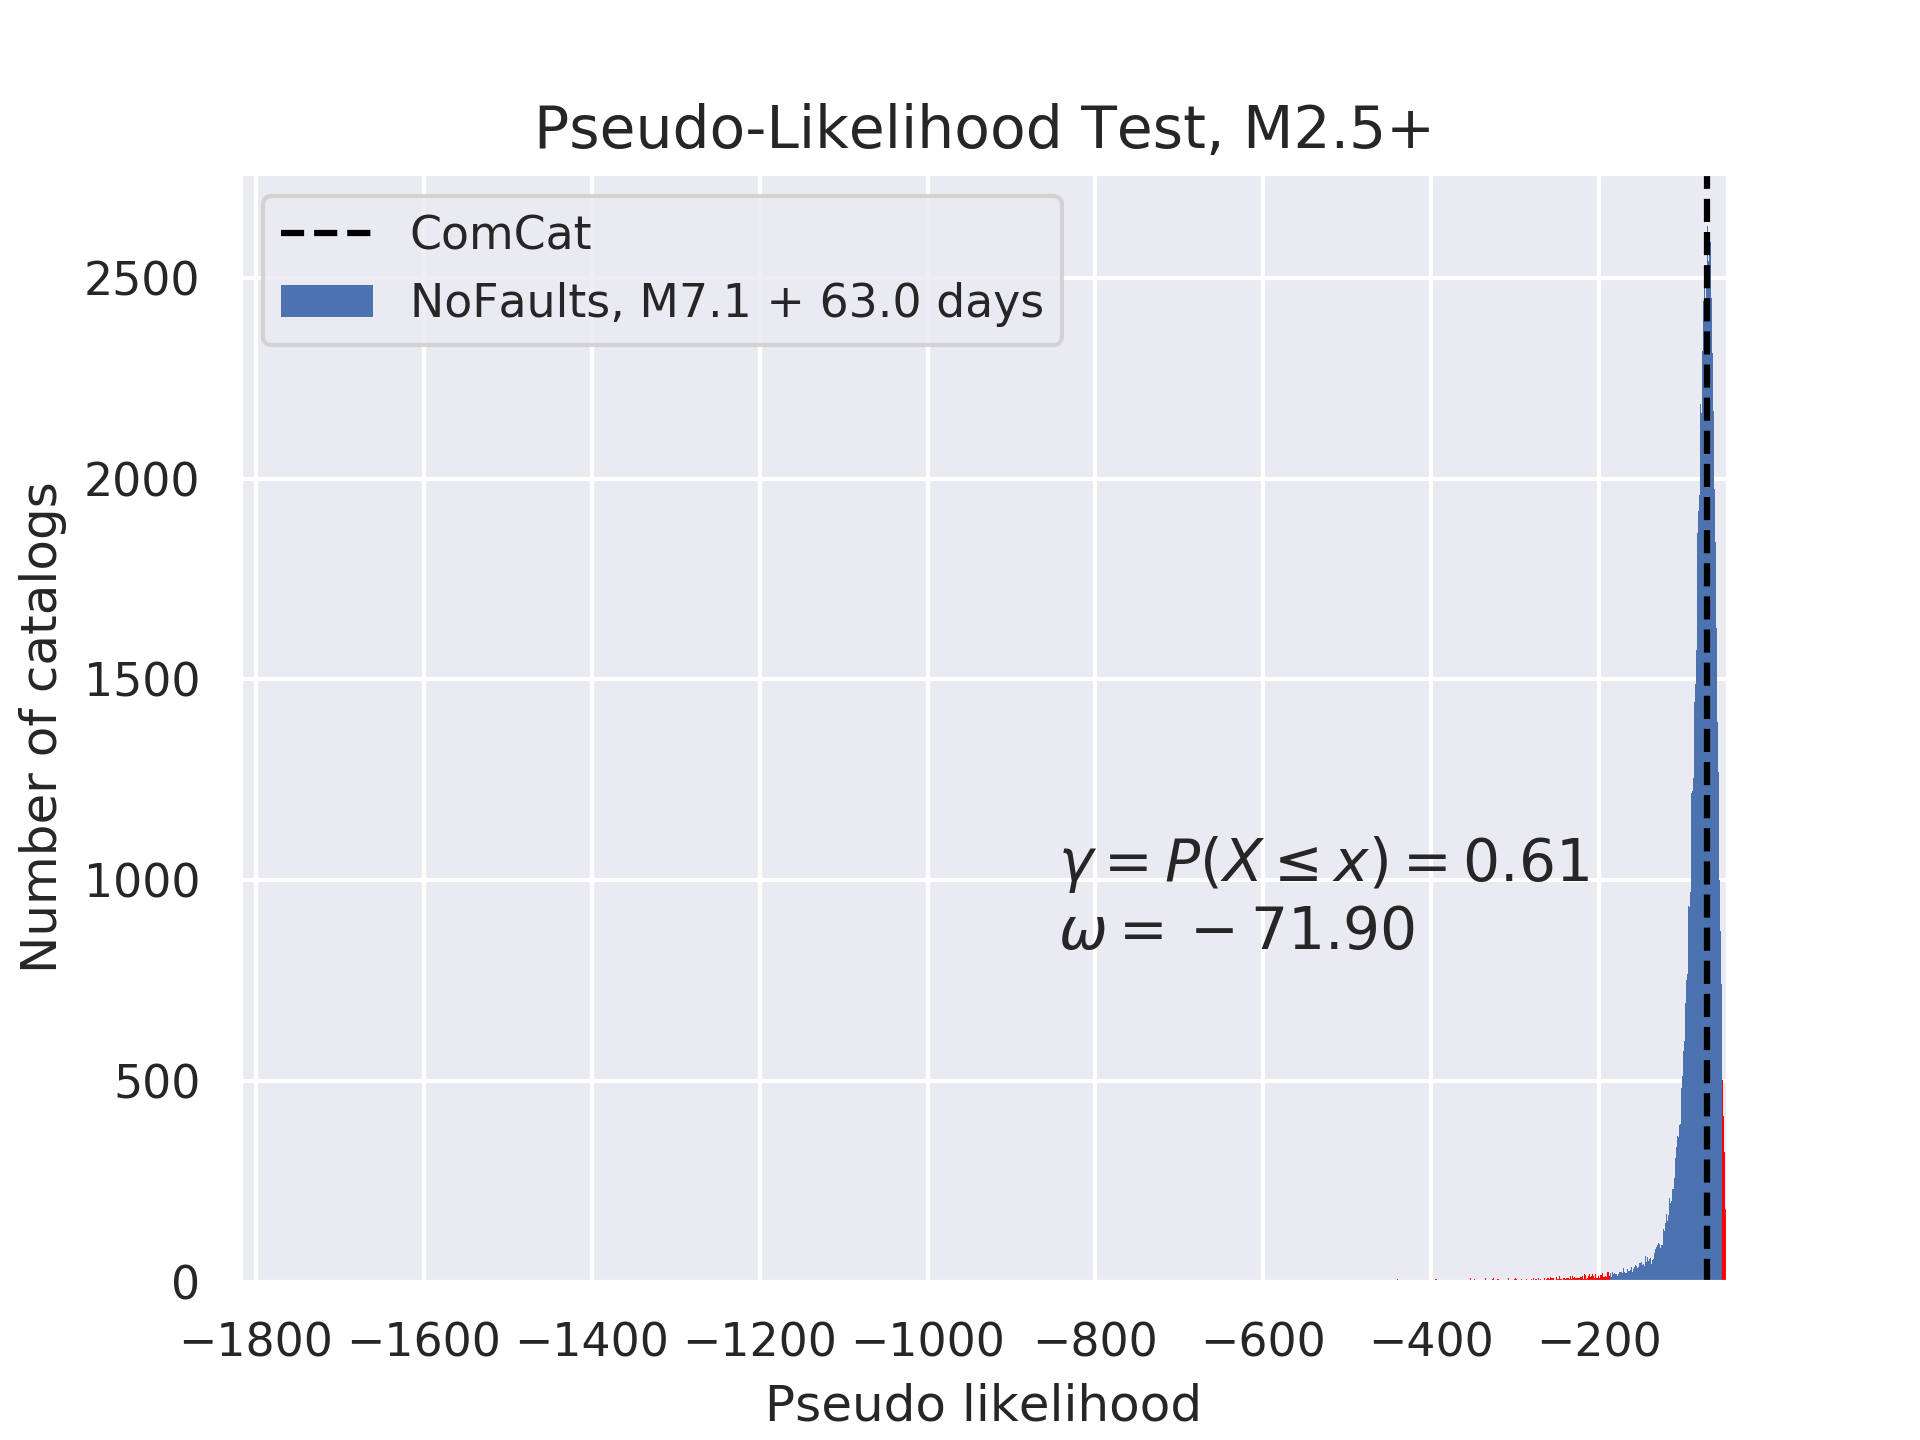 Pseudo-Likelihood Test, M2.5+
ComCat
NoFaults, M7.1 + 63.0 days
2500
2000
1500
1000
500
0
Number of catalogs
γ = P(X ≤ x) = 0.61
ω = − 71.90
−1800 −1600 −1400 −1200 −1000 −800 −600 −400 −200
Pseudo likelihood